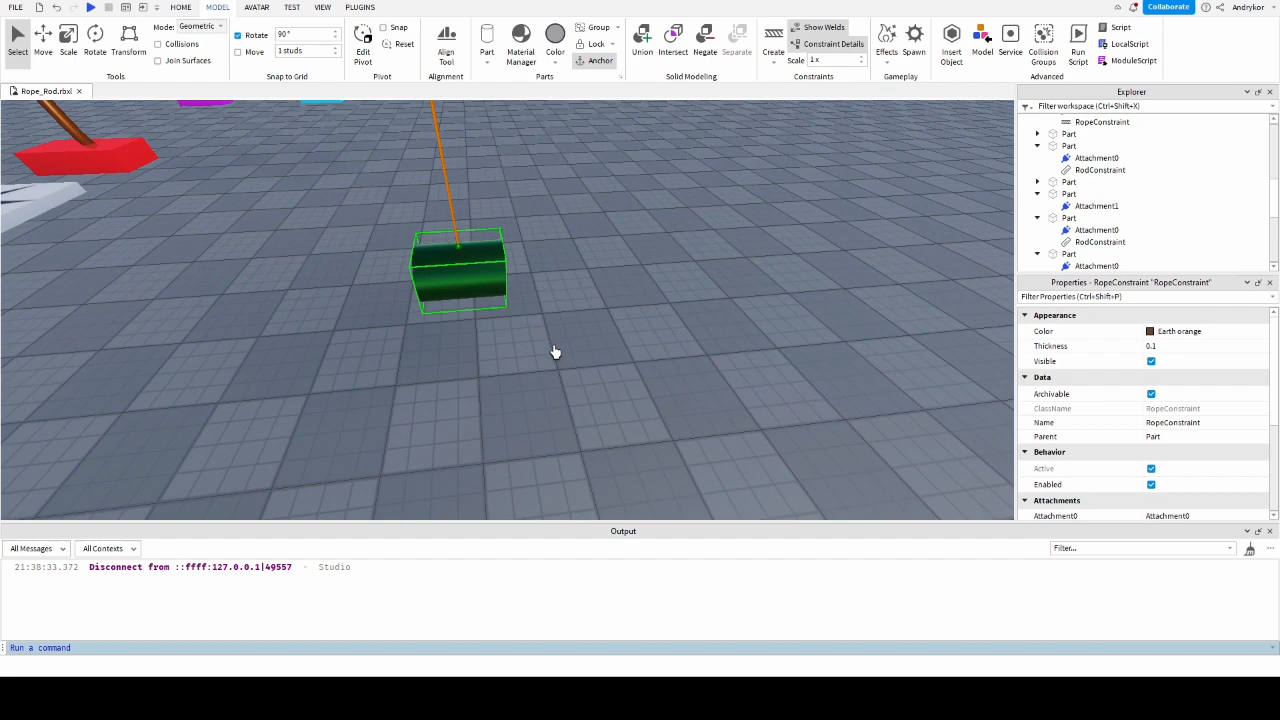 FILE HOME MODEL AVATAR TEST VIEW PLUGINS Collaborate Andrykor
Select Move Scale Rotate Transform
Mode: Geometric
Collisions
Join Surfaces
Tools
Rotate 90°
Move 1 studs
Snap to Grid
Edit Pivot
Snap
Reset
Pivot
Align Tool
Alignment
Part Material Manager Color
Group
Lock
Anchor
Parts
Union Intersect Negate Separate
Solid Modeling
Create
Show Welds
Constraint Details
Scale 1 x
Constraints
Effects Spawn
Gameplay
Insert Object Model Service Collision Groups Run Script
Script
LocalScript
ModuleScript
Advanced
Rope_Rod.rbxl
Explorer
Filter workspace (Ctrl+Shift+X)
RopeConstraint
Part
Part
Attachment0
RodConstraint
Part
Part
Attachment1
Part
Attachment0
RodConstraint
Part
Attachment0
Properties - RopeConstraint "RopeConstraint"
Filter Properties (Ctrl+Shift+P)
Appearance
Color Earth orange
Thickness 0.1
Visible
Data
Archivable
ClassName RopeConstraint
Name RopeConstraint
Parent Part
Behavior
Active
Enabled
Attachments
Attachment0 Attachment0
Output
All Messages All Contexts Filter...
21:38:33.372 Disconnect from ::ffff:127.0.0.1|49557 - Studio
Run a command